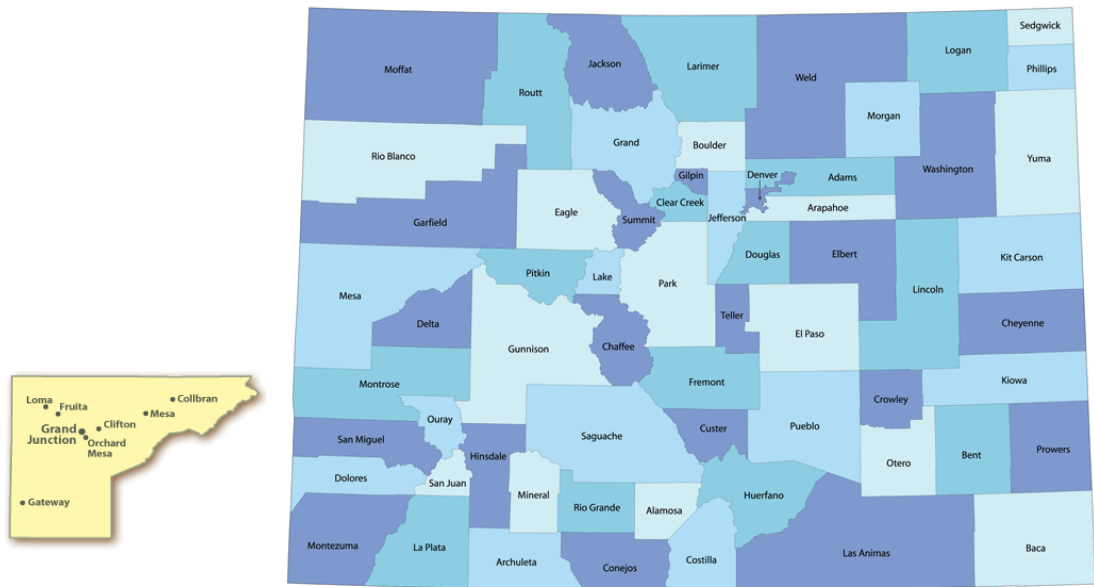 Loma
Fruita
Grand
Junction
Clifton
Orchard
Mesa
Mesa
Collbran
Gateway
Moffat
Routt
Jackson
Larimer
Weld
Logan
Sedgwick
Phillips
Morgan
Rio Blanco
Grand
Boulder
Washington
Yuma
Gilpin
Denver
Adams
Garfield
Eagle
Summit
Clear Creek
Jefferson
Arapahoe
Mesa
Pitkin
Lake
Park
Douglas
Elbert
Lincoln
Kit Carson
Delta
Gunnison
Chaffee
Teller
El Paso
Cheyenne
Montrose
Fremont
Crowley
Kiowa
Ouray
San Miguel
Hinsdale
Saguache
Custer
Pueblo
Otero
Bent
Prowers
Dolores
San Juan
Mineral
Rio Grande
Alamosa
Huerfano
Montezuma
La Plata
Archuleta
Conejos
Costilla
Las Animas
Baca